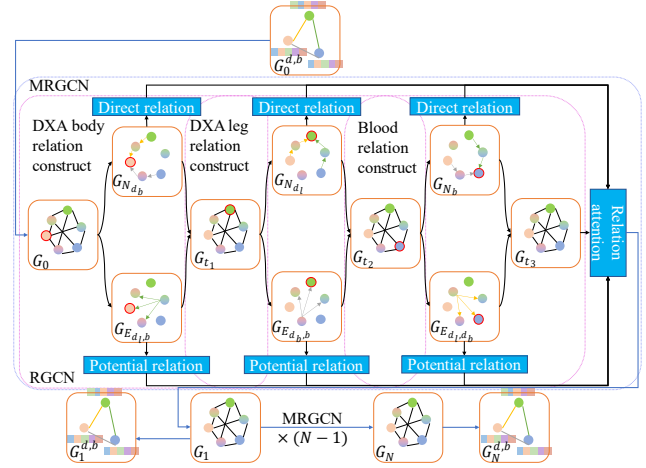 G_0^{d,b}
MRGCN
Direct relation
Direct relation
Direct relation
DXA body
relation
construct
DXA leg
relation
construct
Blood
relation
construct
G_{N_{d_b}}
G_{N_{d_l}}
G_{N_b}
G_0
G_{t_1}
G_{t_2}
G_{t_3}
Relation
attention
G_{E_{d_l,b}}
G_{E_{d_b,b}}
G_{E_{d_l,d_b}}
Potential relation
Potential relation
Potential relation
RGCN
G_1^{d,b}
G_1
MRGCN
× (N − 1)
G_N
G_N^{d,b}